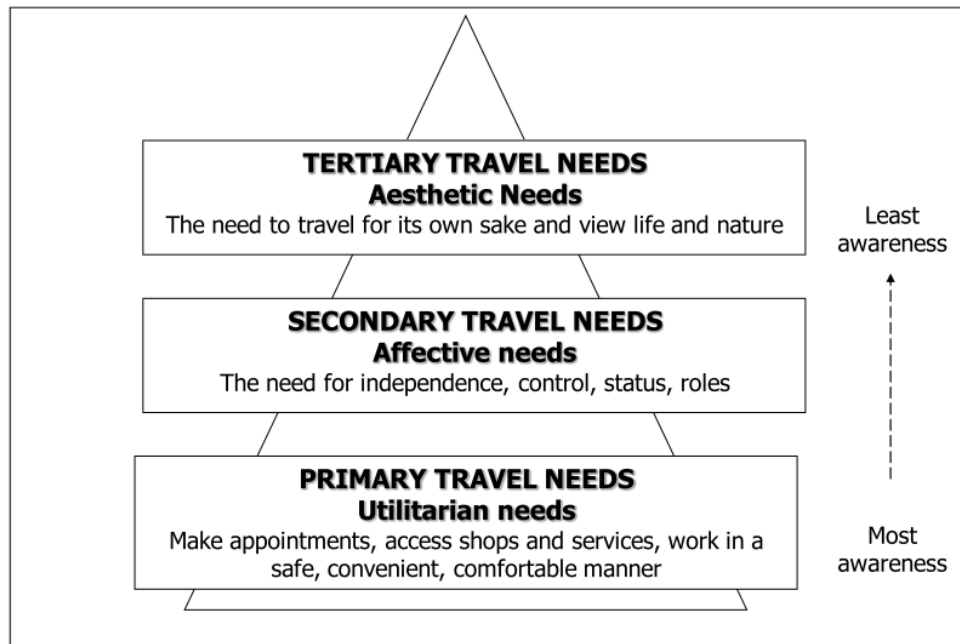 TERTIARY TRAVEL NEEDS
Aesthetic Needs
The need to travel for its own sake and view life and nature
Least
awareness
SECONDARY TRAVEL NEEDS
Affective needs
The need for independence, control, status, roles
PRIMARY TRAVEL NEEDS
Utilitarian needs
Make appointments, access shops and services, work in a
safe, convenient, comfortable manner
Most
awareness